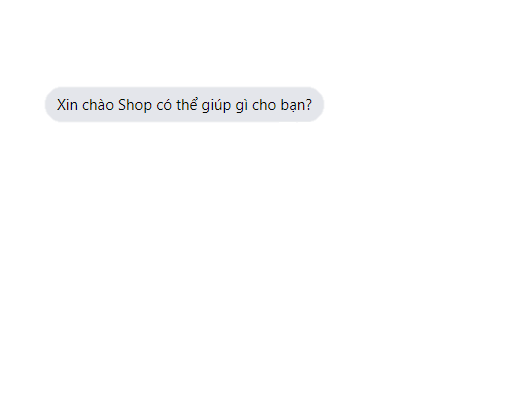 Xin chào Shop có thể giúp gì cho bạn?